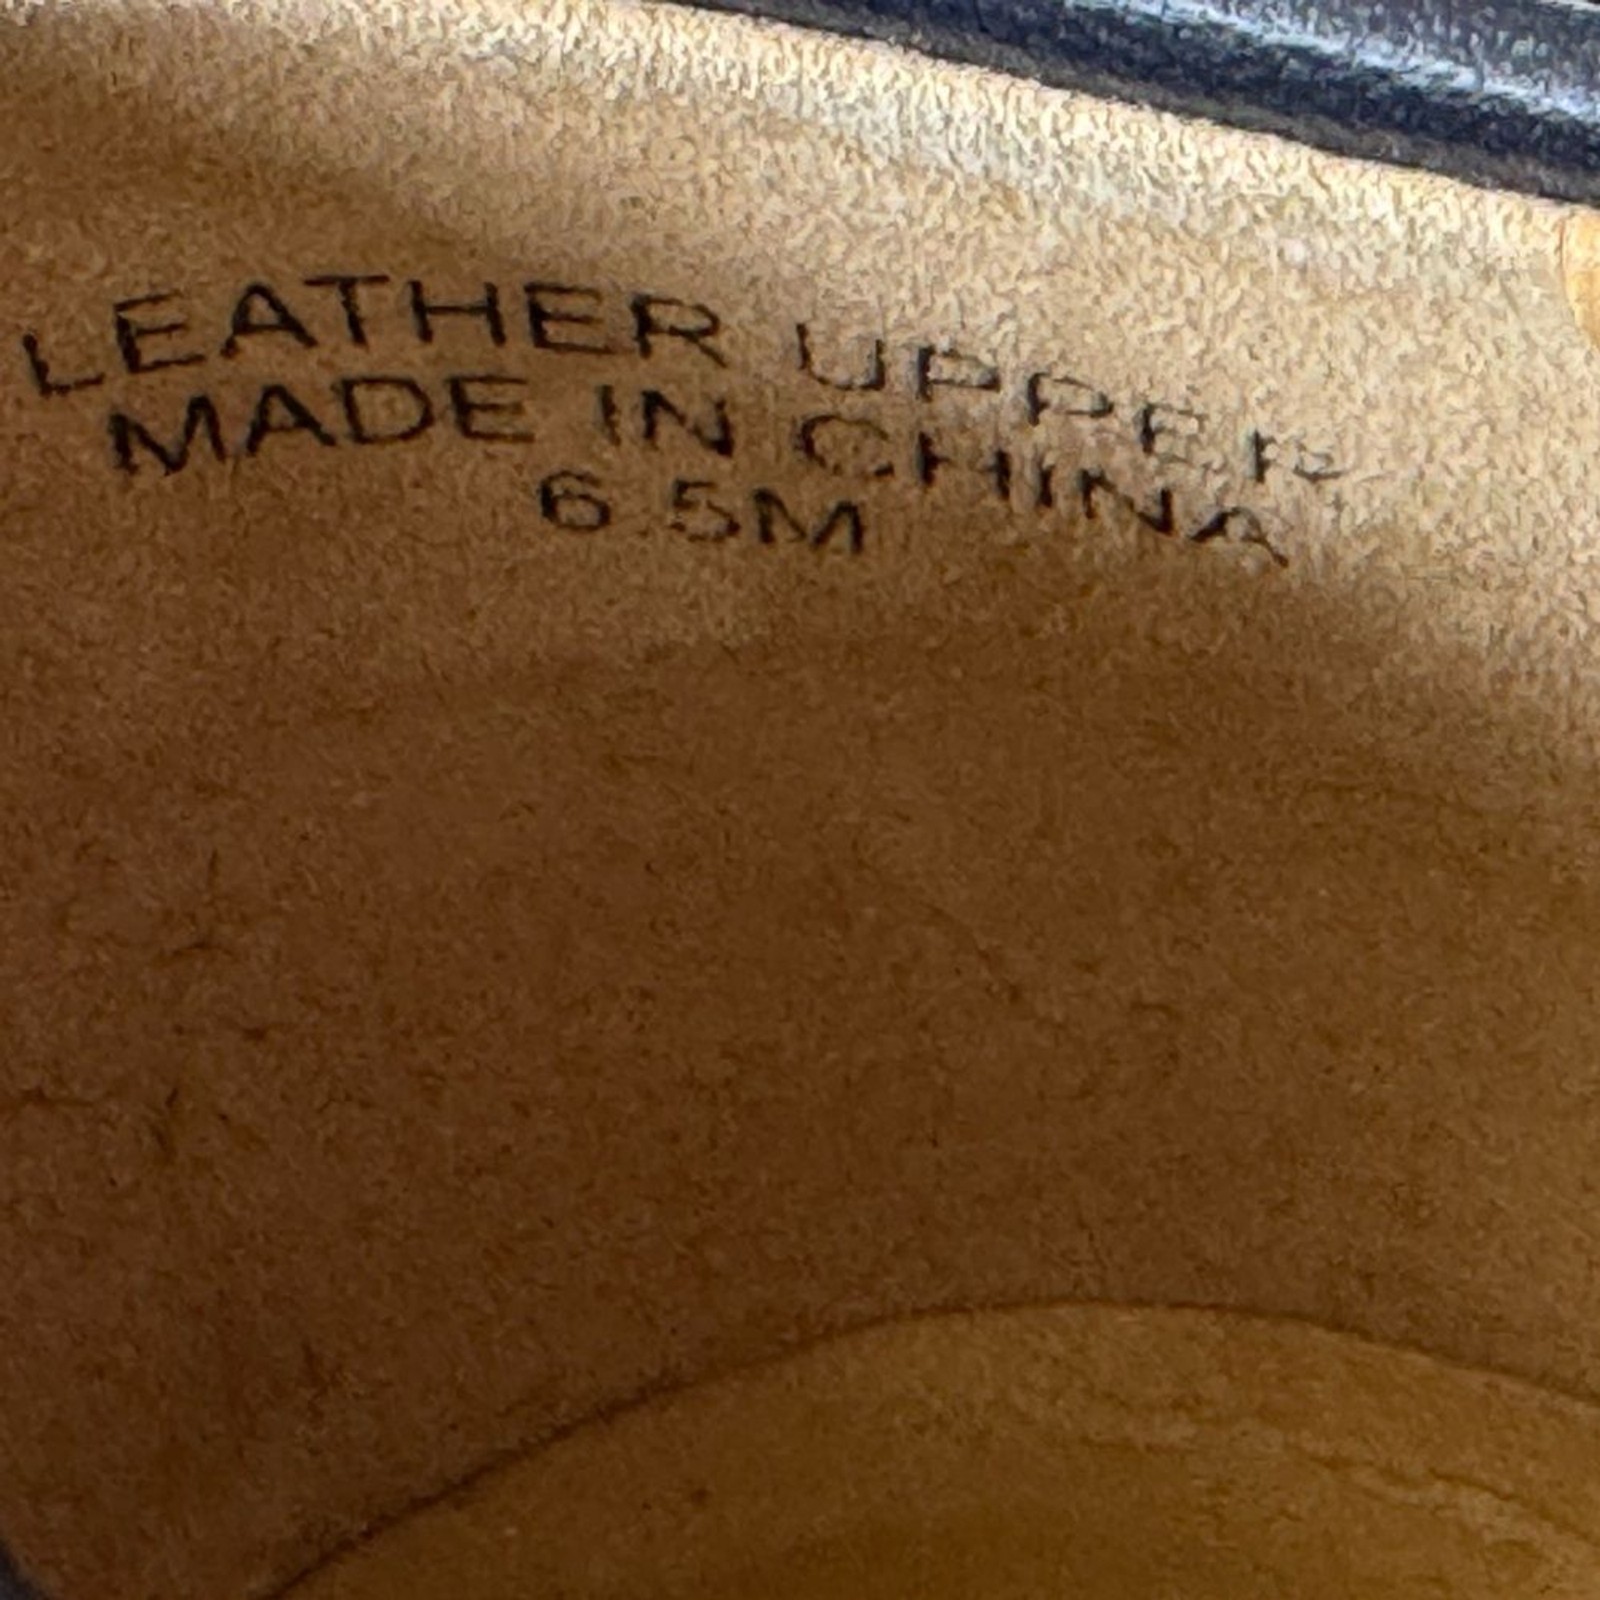 LEATHER UPPER
MADE IN CHINA
6.5M